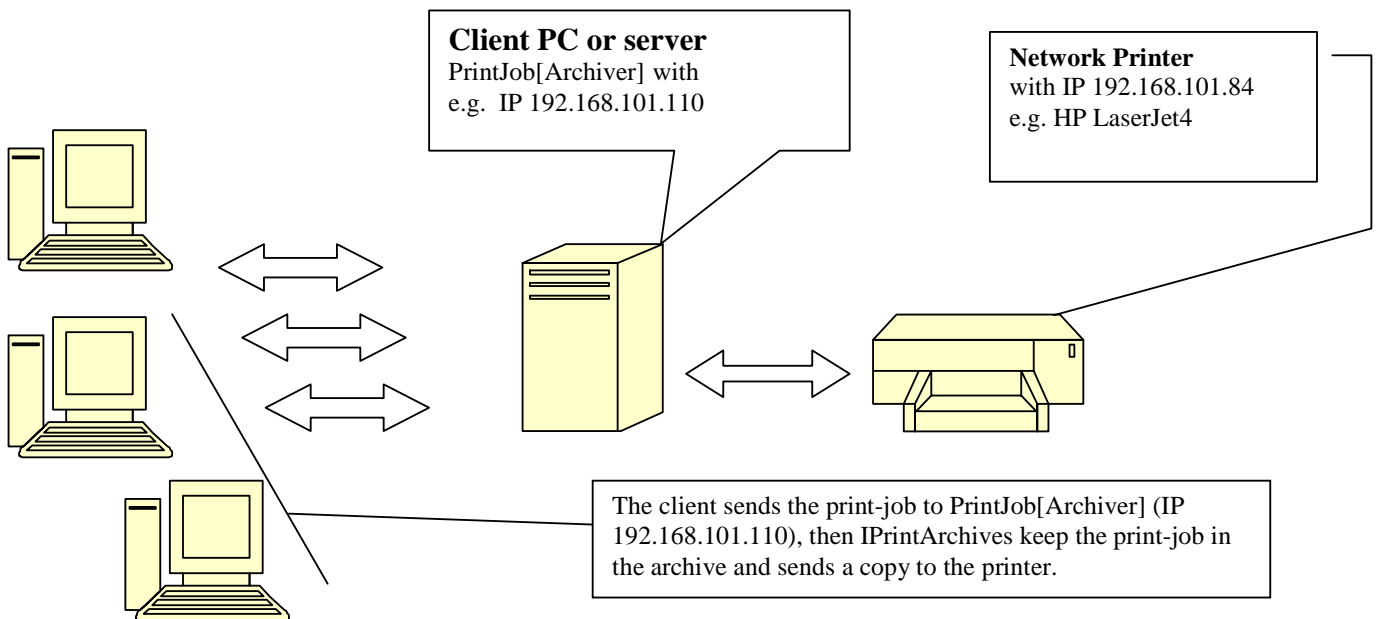 Client PC or server
PrintJob[Archiver] with
e.g.  IP 192.168.101.110
Network Printer
with IP 192.168.101.84
e.g. HP LaserJet4
The client sends the print-job to PrintJob[Archiver] (IP
192.168.101.110), then IPrintArchives keep the print-job in
the archive and sends a copy to the printer.